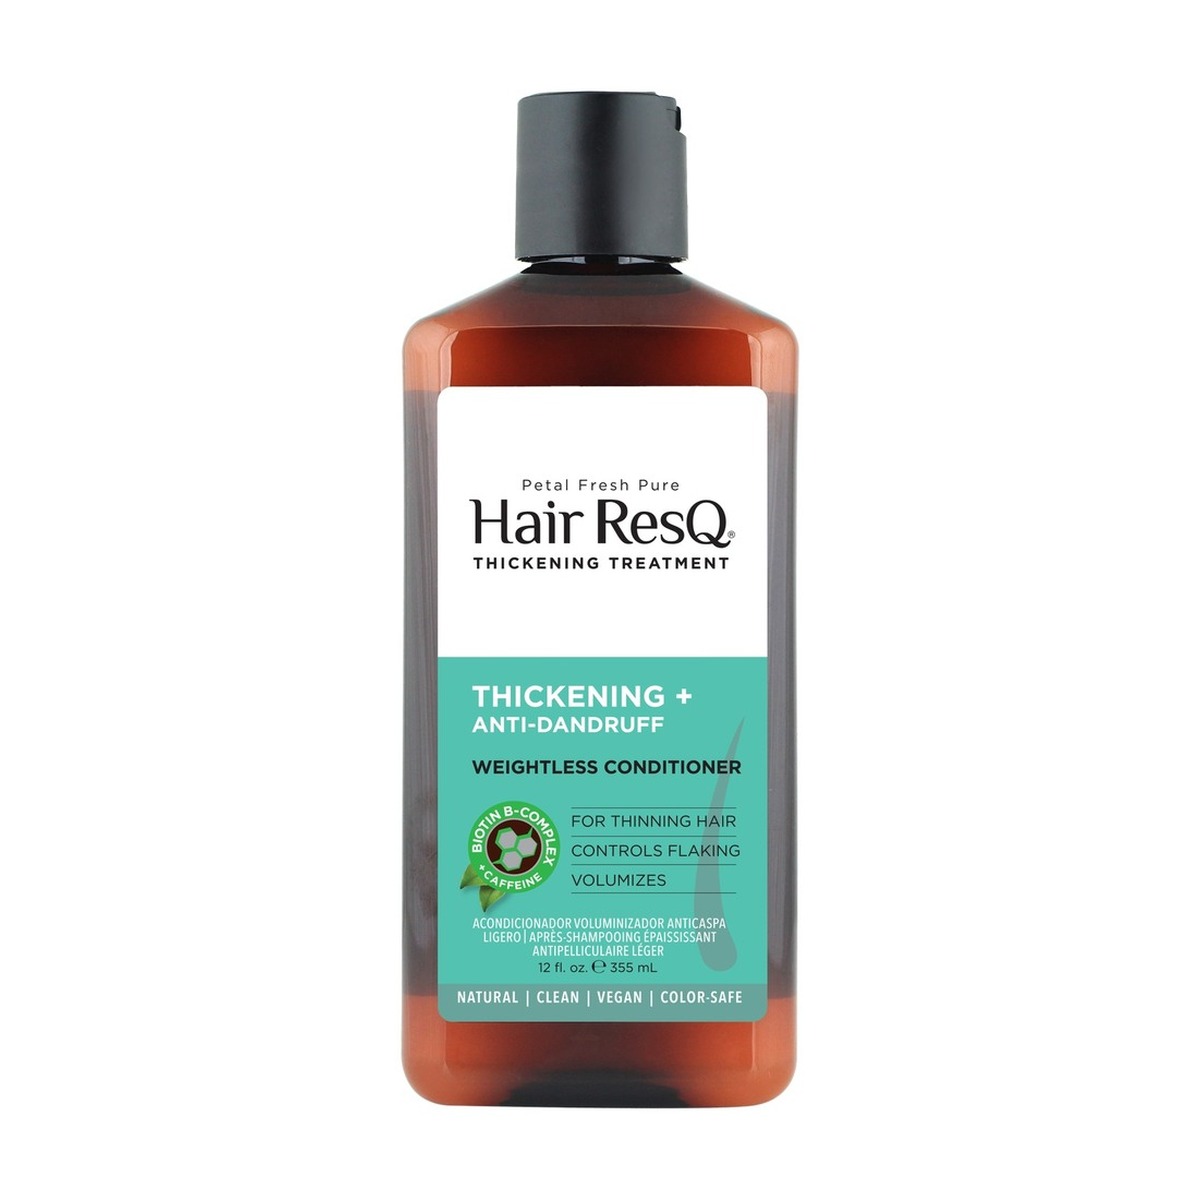 Petal Fresh Pure
Hair ResQ®
THICKENING TREATMENT
THICKENING +
ANTI-DANDRUFF
WEIGHTLESS CONDITIONER
BIOTIN B-COMPLEX
+ CAFFEINE
FOR THINNING HAIR
CONTROLS FLAKING
VOLUMIZES
ACONDICIONADOR VOLUMINIZADOR ANTICASPA
LIGERO | APRÈS-SHAMPOOING ÉPAISSISSANT
ANTIPELLICULAIRE LÉGER
12 fl. oz. ℮ 355 mL
NATURAL | CLEAN | VEGAN | COLOR-SAFE